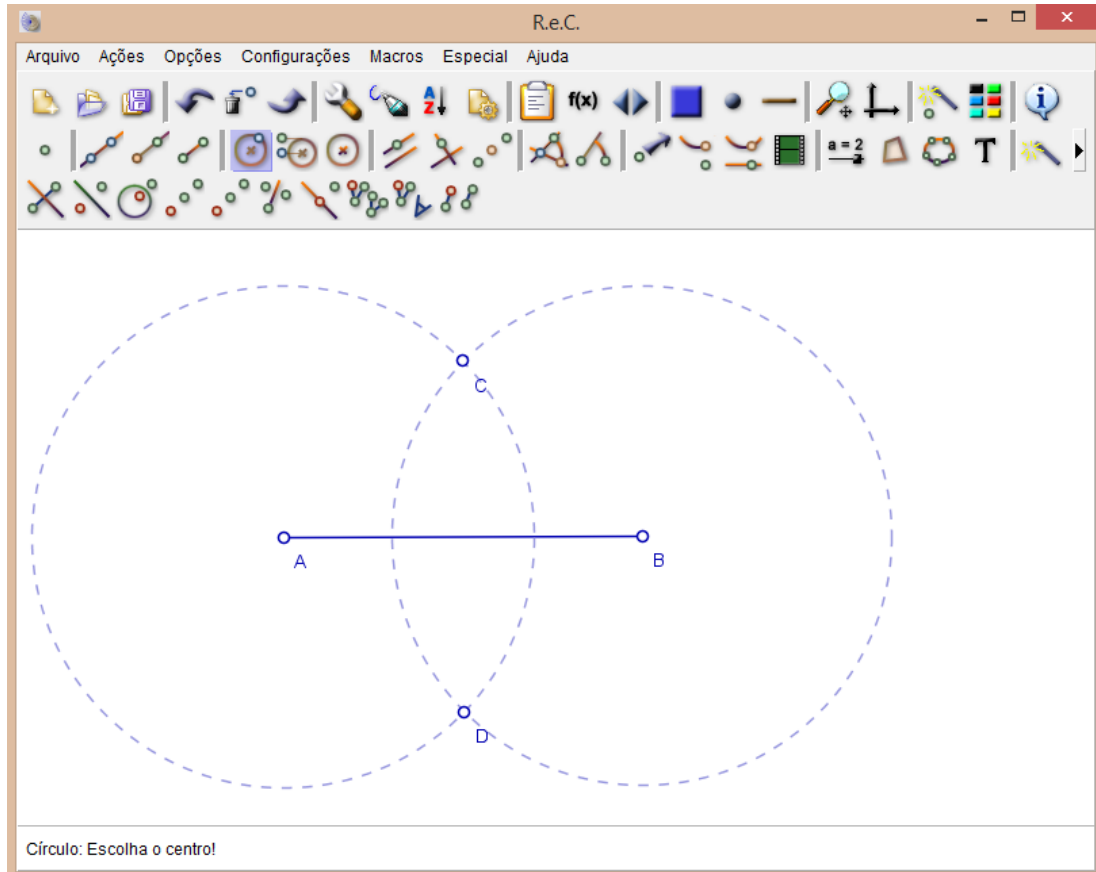 R.e.C.
Arquivo Ações Opções Configurações Macros Especial Ajuda
A
Z
f(x)
a = 2
T
C
A
B
D
Círculo: Escolha o centro!